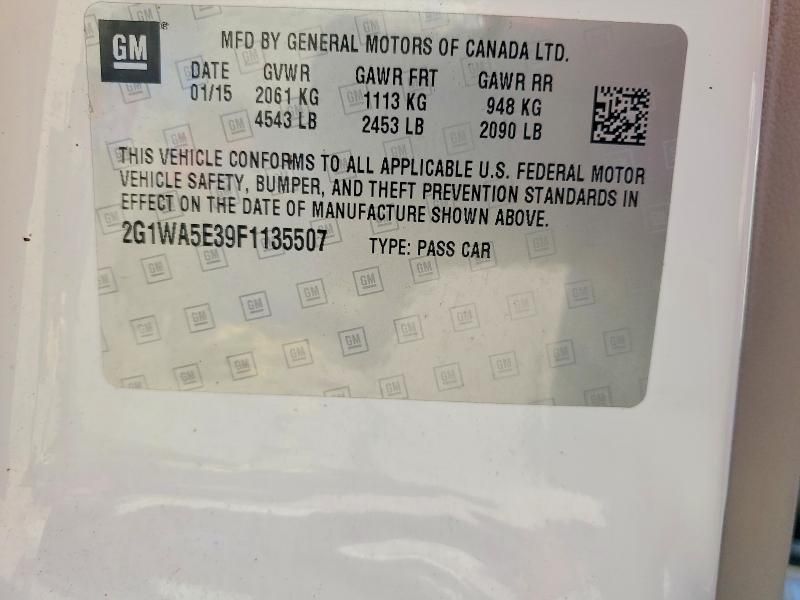 GM
MFD BY GENERAL MOTORS OF CANADA LTD.
DATE GVWR GAWR FRT GAWR RR
01/15 2061 KG 1113 KG 948 KG
4543 LB 2453 LB 2090 LB
THIS VEHICLE CONFORMS TO ALL APPLICABLE U.S. FEDERAL MOTOR
VEHICLE SAFETY, BUMPER, AND THEFT PREVENTION STANDARDS IN
EFFECT ON THE DATE OF MANUFACTURE SHOWN ABOVE.
2G1WA5E39F1135507 TYPE: PASS CAR